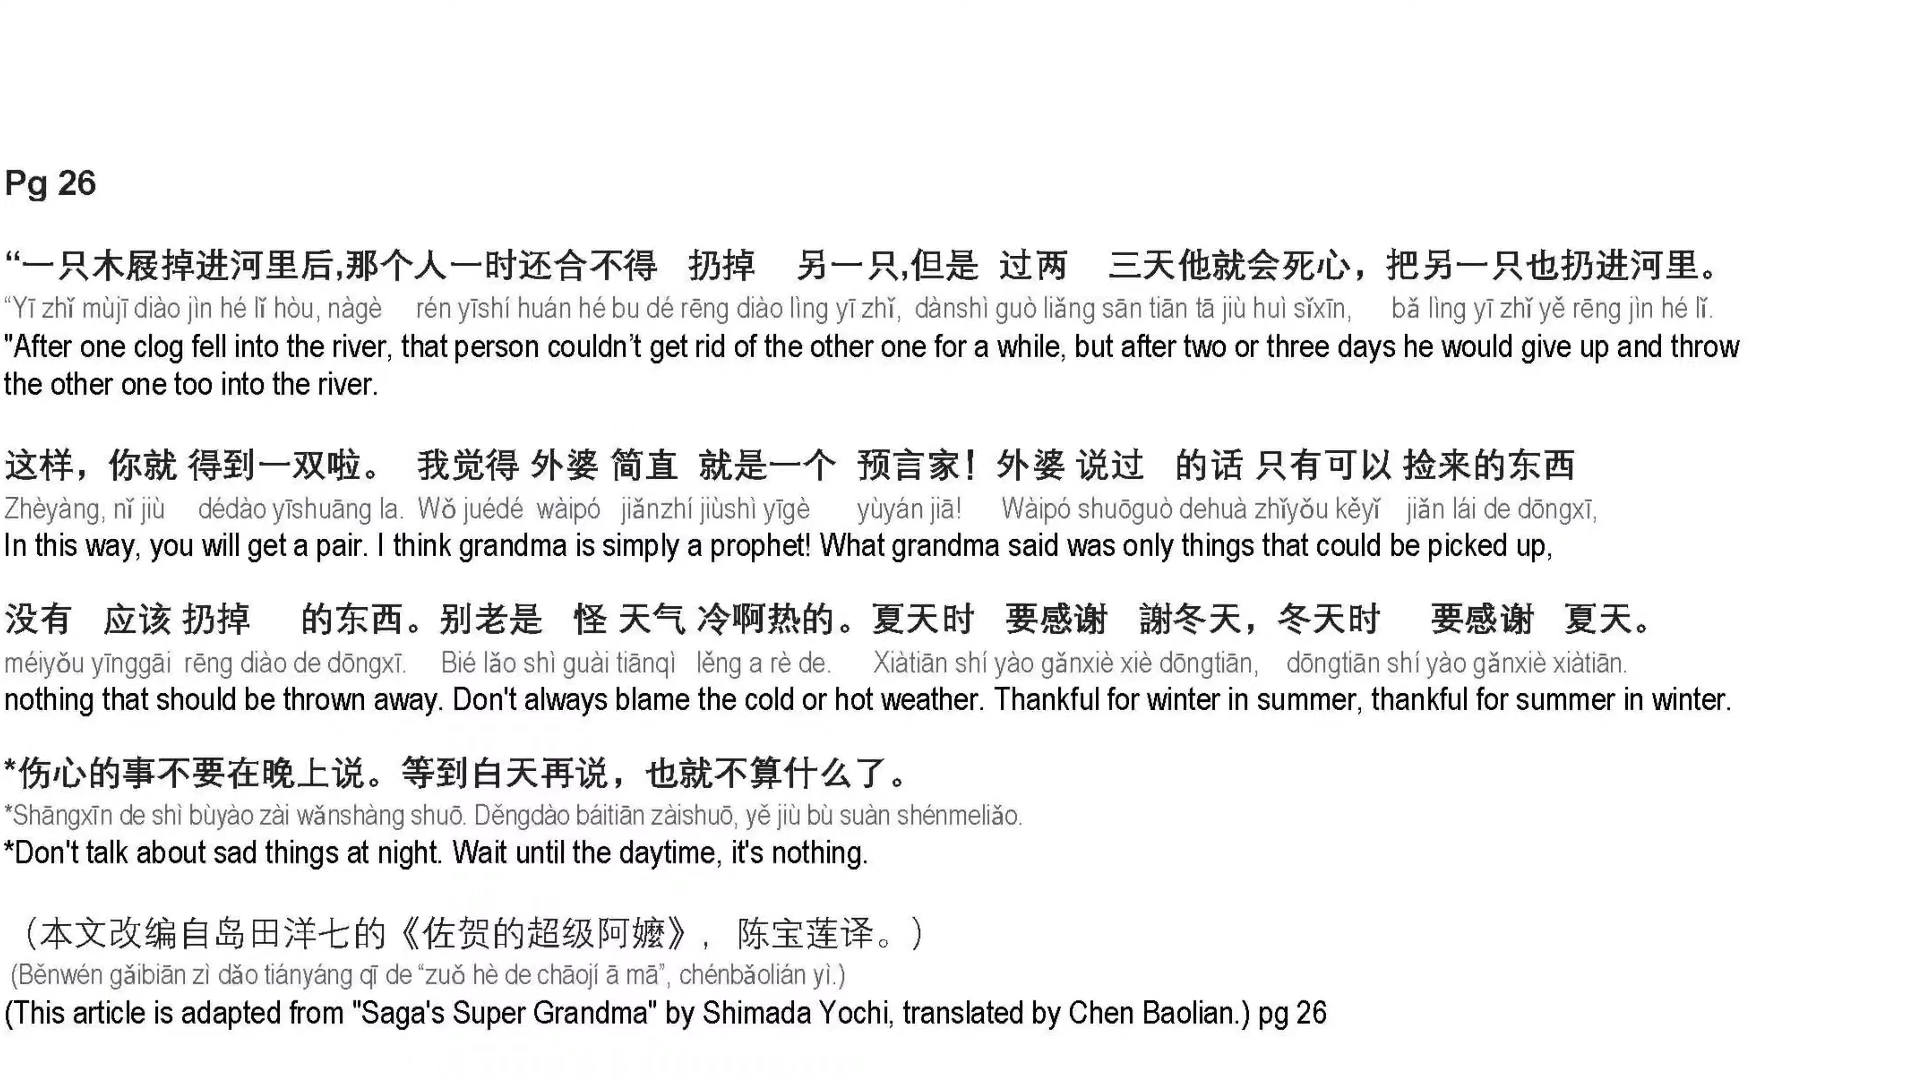 Pg 26
“一只木屐掉进河里后,那个人一时还合不得 扔掉 另一只,但是 过两 三天他就会死心，把另一只也扔进河里。
“Yī zhǐ mùjī diào jìn hé lǐ hòu, nàgè rén yīshí huán hé bu dé rēng diào lìng yī zhǐ, dànshì guò liǎng sān tiān tā jiù huì sǐxīn, bǎ lìng yī zhǐ yě rēng jìn hé lǐ.
"After one clog fell into the river, that person couldn’t get rid of the other one for a while, but after two or three days he would give up and throw
the other one too into the river.
这样，你就 得到一双啦。 我觉得 外婆 简直 就是一个 预言家！外婆 说过 的话 只有可以 捡来的东西
Zhèyàng, nǐ jiù dédào yīshuāng la. Wǒ juédé wàipó jiǎnzhí jiùshì yīgè yùyán jiā! Wàipó shuōguò dehuà zhǐyǒu kěyǐ jiǎn lái de dōngxī,
In this way, you will get a pair. I think grandma is simply a prophet! What grandma said was only things that could be picked up,
没有 应该 扔掉 的东西。别老是 怪 天气 冷啊热的。夏天时 要感谢 謝冬天，冬天时 要感谢 夏天。
méiyǒu yīnggāi rēng diào de dōngxī. Bié lǎo shì guài tiānqì lěng a rè de. Xiàtiān shí yào gǎnxiè xiè dōngtiān, dōngtiān shí yào gǎnxiè xiàtiān.
nothing that should be thrown away. Don't always blame the cold or hot weather. Thankful for winter in summer, thankful for summer in winter.
*伤心的事不要在晚上说。等到白天再说，也就不算什么了。
*Shāngxīn de shì bùyào zài wǎnshàng shuō. Děngdào báitiān zàishuō, yě jiù bù suàn shénmeliǎo.
*Don't talk about sad things at night. Wait until the daytime, it's nothing.
（本文改编自岛田洋七的《佐贺的超级阿嬷》，陈宝莲译。）
(Běnwén gǎibiān zì dǎo tiányáng qī de “zuǒ hè de chāojí ā mā”, chénbǎolián yì.)
(This article is adapted from "Saga's Super Grandma" by Shimada Yochi, translated by Chen Baolian.) pg 26